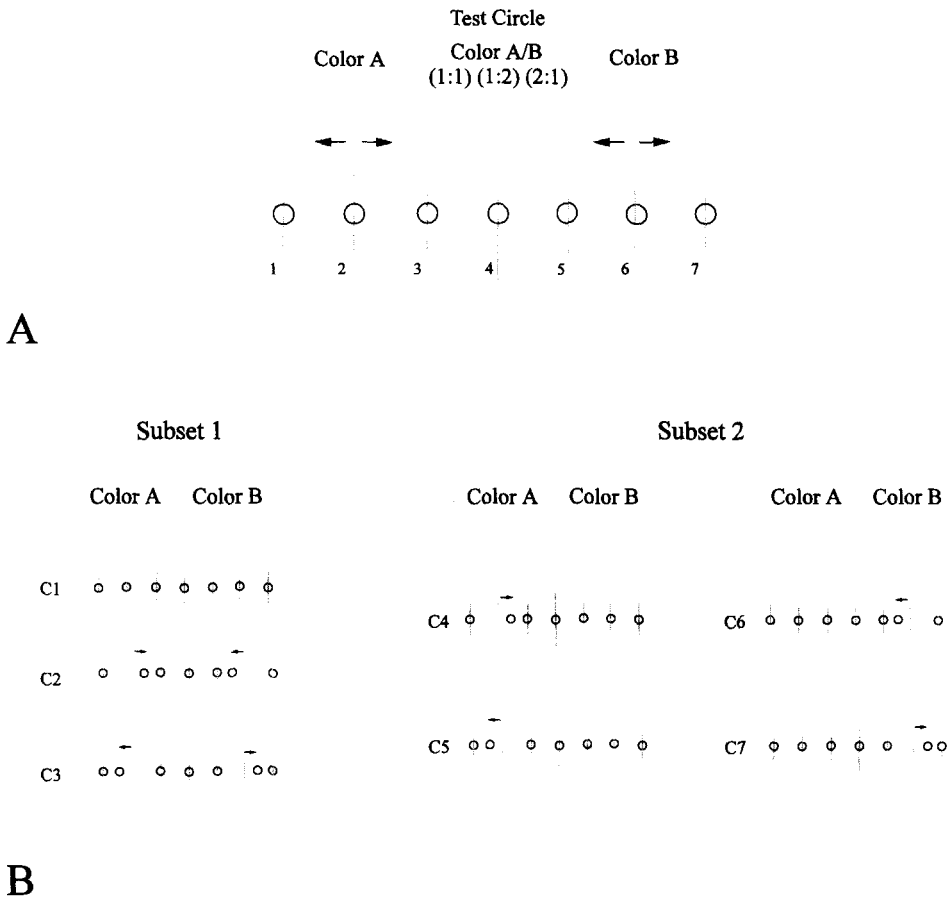 Test Circle
Color A
Color A/B
Color B
(1:1) (1:2) (2:1)
1 2 3 4 5 6 7
A
Subset 1
Subset 2
Color A Color B
Color A Color B
Color A Color B
C1
C2
C3
C4
C5
C6
C7
B